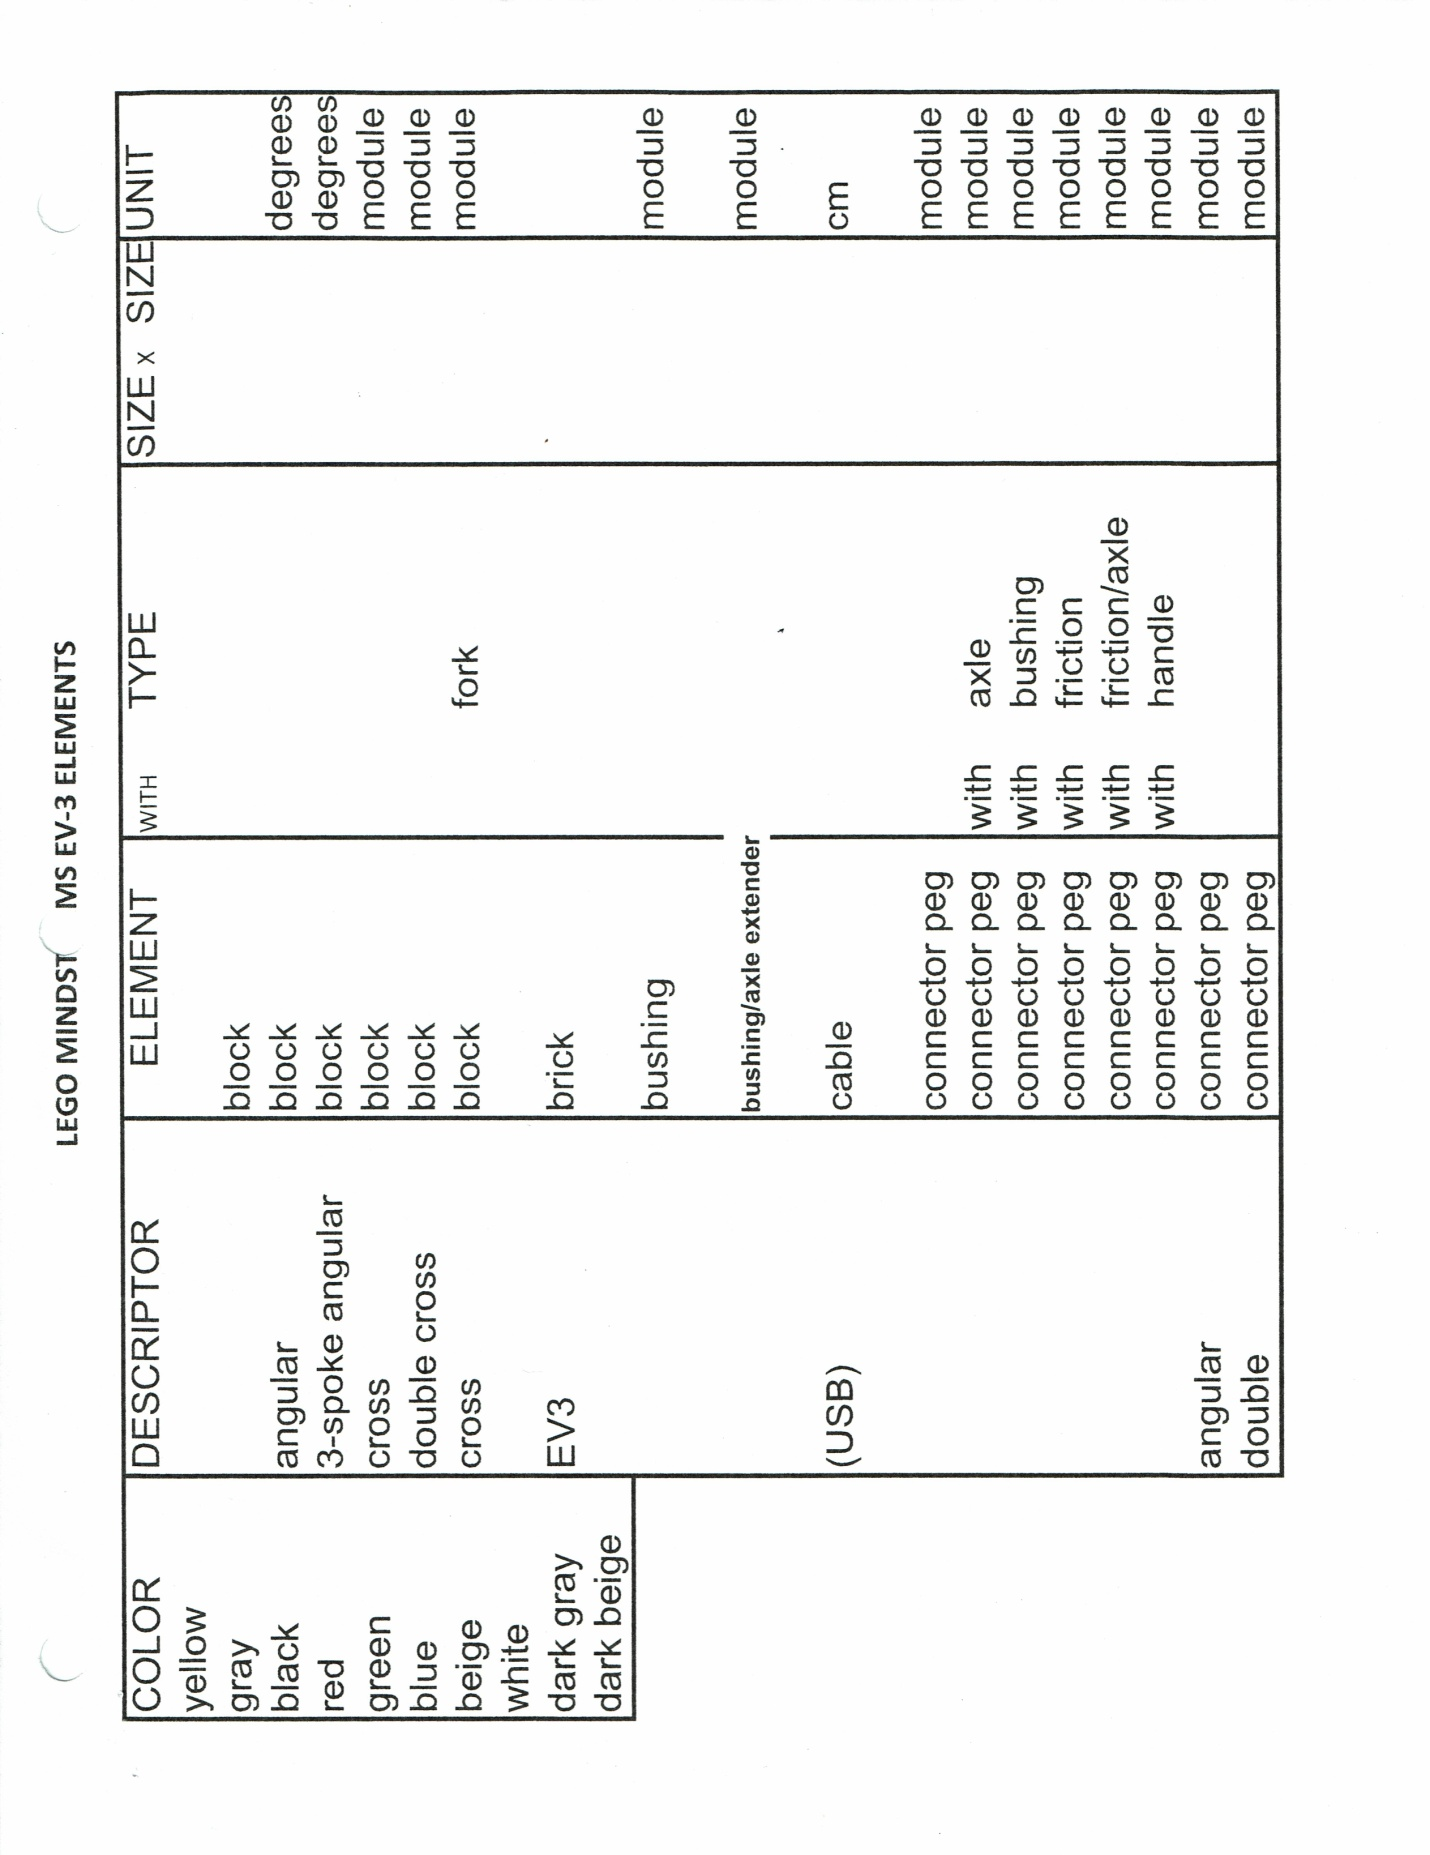 LEGO MINDST MS EV-3 ELEMENTS
COLOR DESCRIPTOR ELEMENT WITH TYPE SIZE x SIZE UNIT
yellow
gray block
black angular block degrees
red 3-spoke angular block degrees
green cross block module
blue double cross block module
beige cross block fork module
white
dark gray EV3 brick
dark beige
bushing module
bushing/axle extender module
(USB) cable cm
connector peg module
connector peg with axle module
connector peg with bushing module
connector peg with friction module
connector peg with friction/axle module
connector peg with handle module
angular connector peg module
double connector peg module